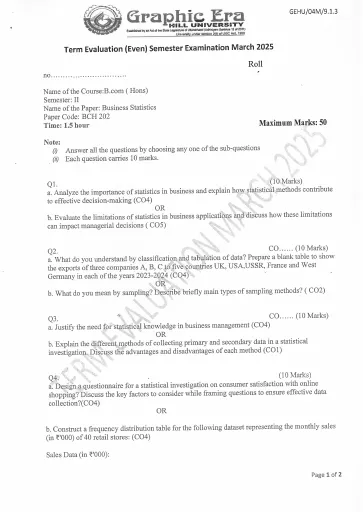 GEHU/04M/9.1.3
Graphic Era
HILL UNIVERSITY
Term Evaluation (Even) Semester Examination March 2025
Roll
no..............................
Name of the Course:B.com ( Hons)
Semester: II
Name of the Paper: Business Statistics
Paper Code: BCH 202:
Time: 1.5 hour
Maximum Marks: 50
Note:
(i) Answer all the questions by choosing any one of the sub-questions
(ii) Each question carries 10 marks.
Q1.
(10 Marks)
a. Analyze the importance of statistics in business and explain how statistical methods contribute
to effective decision-making (CO4)
OR
b. Evaluate the limitations of statistics in business applications and discuss how these limitations
can impact managerial decisions ( CO5)
Q2.
CO...... (10 Marks)
a. What do you understand by classification and tabulation of data? Prepare a blank table to show
the exports of three companies A, B, C to five countries UK, USA,USSR, France and West
Germany in each of the years 2023-2024 (CO4)
OR
b. What do you mean by sampling? Describe briefly main types of sampling methods? ( CO2)
Q3.
CO...... (10 Marks)
a. Justify the need for statistical knowledge in business management (CO4)
OR
b. Explain the different methods of collecting primary and secondary data in a statistical
investigation. Discuss the advantages and disadvantages of each method (CO1)
Q4.
(10 Marks)
a. Design a questionnaire for a statistical investigation on consumer satisfaction with online
shopping? Discuss the key factors to consider while framing questions to ensure effective data
collection?(CO4)
OR
b. Construct a frequency distribution table for the following dataset representing the monthly sales
(in ₹'000) of 40 retail stores: (CO4)
Sales Data (in ₹'000):
Page 1 of 2
TERM EVALUATION MARCH 2025